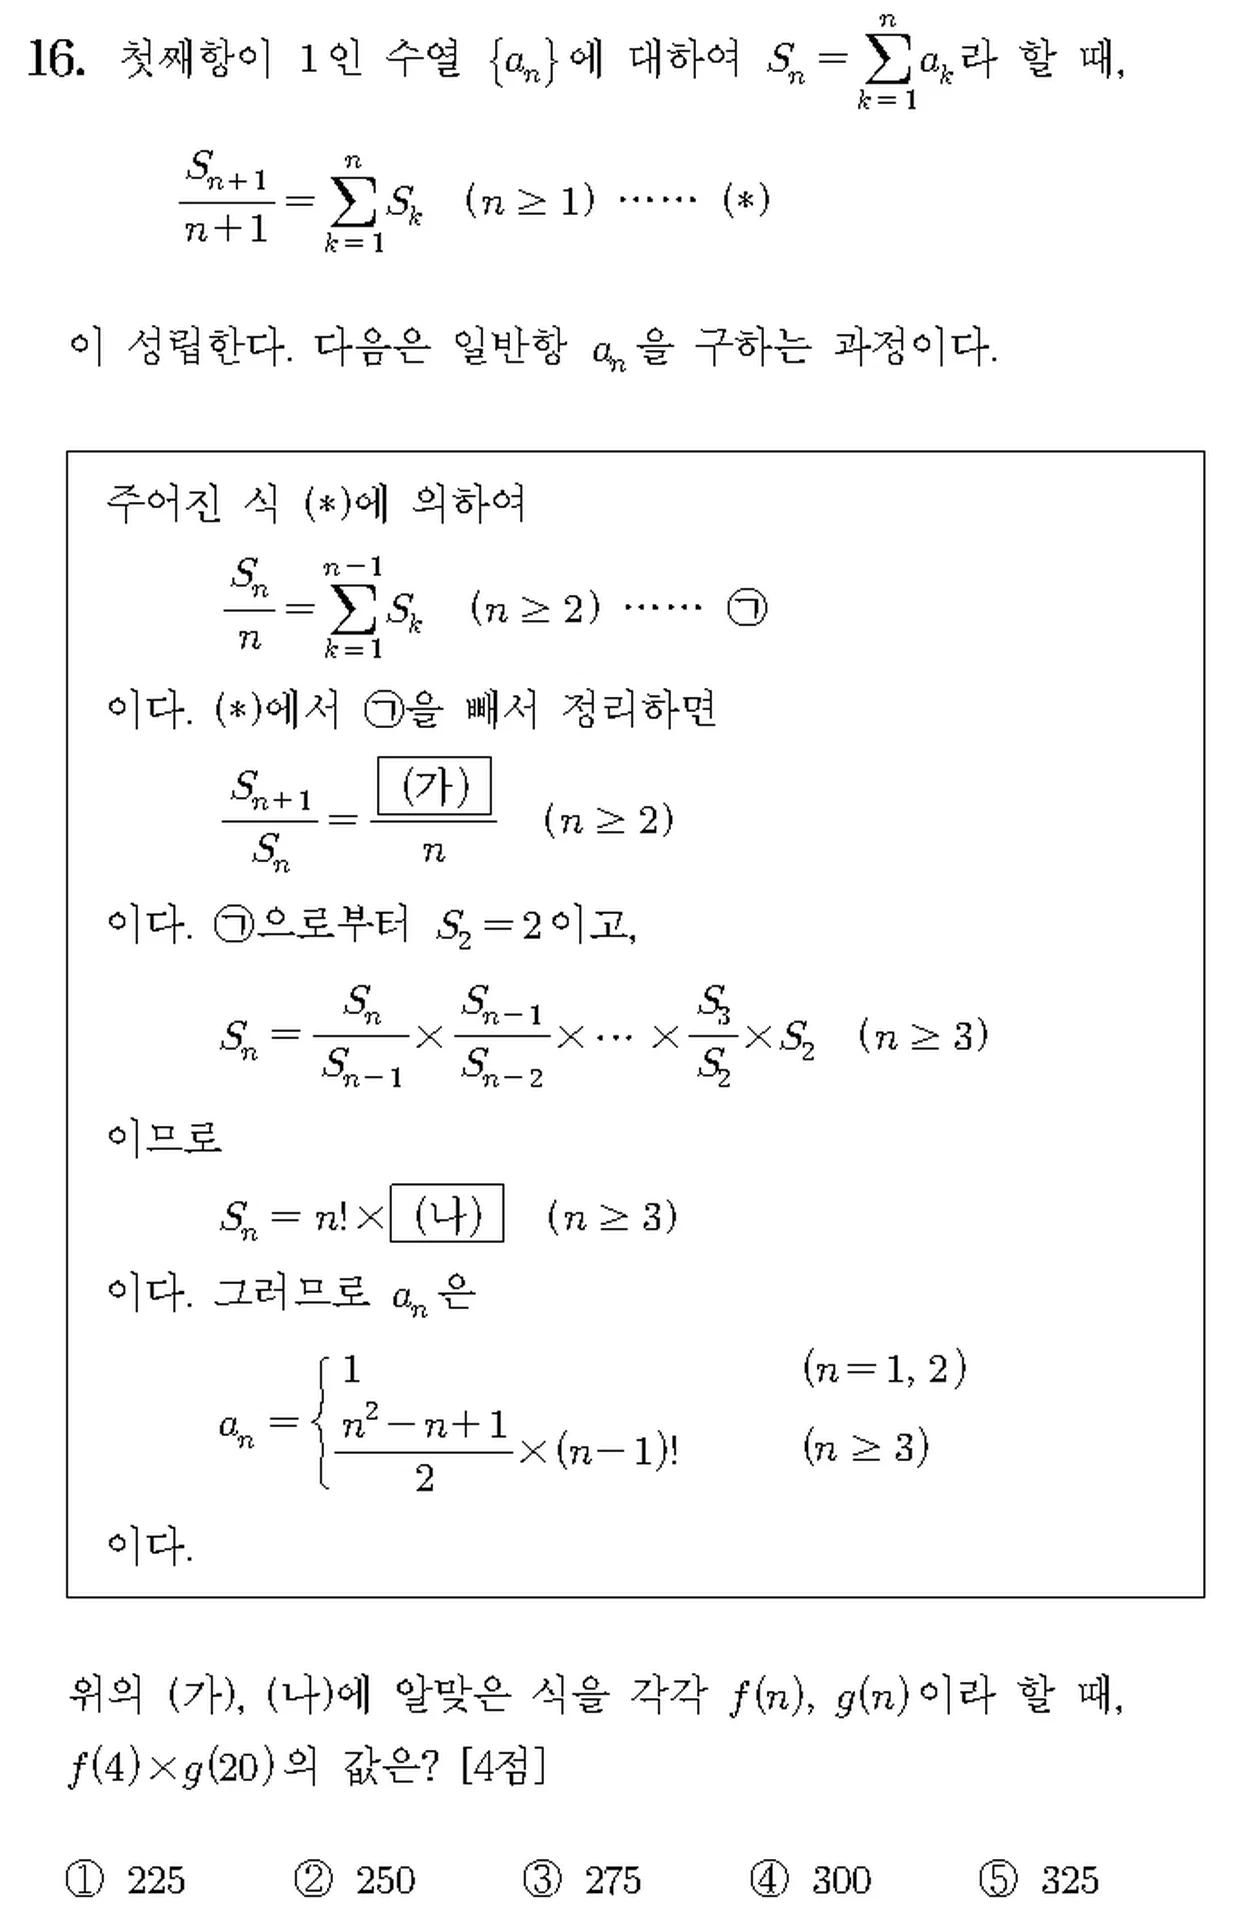 16. 첫째항이 1인 수열 {aₙ}에 대하여 Sₙ = ∑_{k=1}^{n} aₖ라 할 때,
S_{n+1}/(n+1) = ∑_{k=1}^{n} Sₖ (n ≥ 1) …… (*)
이 성립한다. 다음은 일반항 aₙ을 구하는 과정이다.
주어진 식 (*)에 의하여
Sₙ/n = ∑_{k=1}^{n-1} Sₖ (n ≥ 2) …… ㉠
이다. (*)에서 ㉠을 빼서 정리하면
S_{n+1}/Sₙ = (가)/n (n ≥ 2)
이다. ㉠으로부터 S₂ = 2이고,
Sₙ = Sₙ/S_{n-1} × S_{n-1}/S_{n-2} × ⋯ × S₃/S₂ × S₂ (n ≥ 3)
이므로
Sₙ = n! × (나) (n ≥ 3)
이다. 그러므로 aₙ은
aₙ = { 1 (n = 1, 2)
(n² - n + 1)/2 × (n-1)! (n ≥ 3)
이다.
위의 (가), (나)에 알맞은 식을 각각 f(n), g(n)이라 할 때,
f(4)×g(20)의 값은? [4점]
① 225 ② 250 ③ 275 ④ 300 ⑤ 325